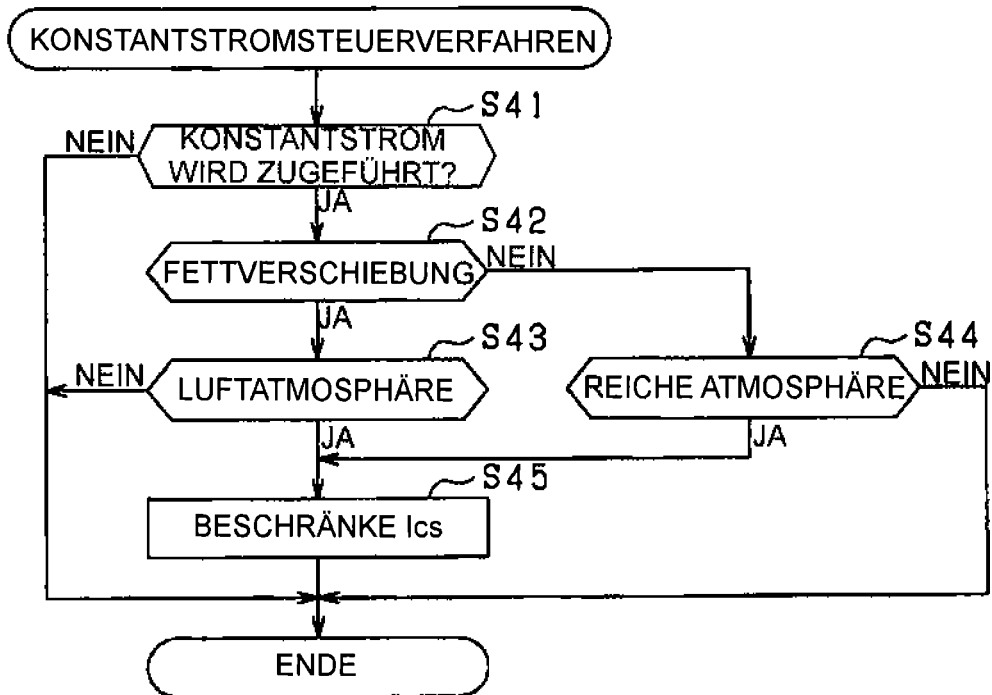 KONSTANTSTROMSTEUERVERFAHREN
S41
NEIN
KONSTANTSTROM
WIRD ZUGEFÜHRT?
JA
S42
FETTVERSCHIEBUNG
NEIN
JA
S43
NEIN
LUFTATMOSPHÄRE
S44
REICHE ATMOSPHÄRE
NEIN
JA
JA
S45
BESCHRÄNKE Ics
ENDE